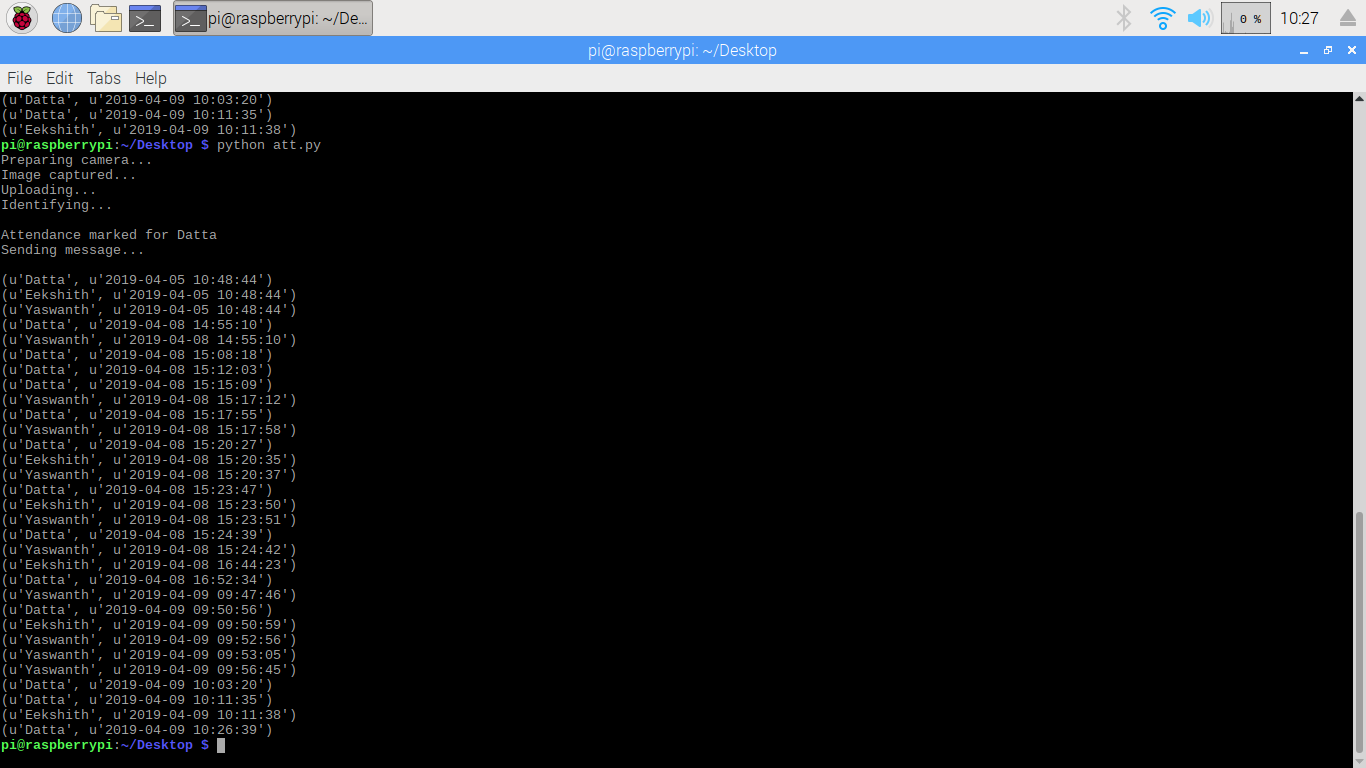 pi@raspberrypi: ~/De...
0 %
10:27
pi@raspberrypi: ~/Desktop
File Edit Tabs Help
(u'Datta', u'2019-04-09 10:03:20')
(u'Datta', u'2019-04-09 10:11:35')
(u'Eekshith', u'2019-04-09 10:11:38')
pi@raspberrypi:~/Desktop $ python att.py
Preparing camera...
Image captured...
Uploading...
Identifying...
Attendance marked for Datta
Sending message...
(u'Datta', u'2019-04-05 10:48:44')
(u'Eekshith', u'2019-04-05 10:48:44')
(u'Yaswanth', u'2019-04-05 10:48:44')
(u'Datta', u'2019-04-08 14:55:10')
(u'Yaswanth', u'2019-04-08 14:55:10')
(u'Datta', u'2019-04-08 15:08:18')
(u'Datta', u'2019-04-08 15:12:03')
(u'Datta', u'2019-04-08 15:15:09')
(u'Yaswanth', u'2019-04-08 15:17:12')
(u'Datta', u'2019-04-08 15:17:55')
(u'Yaswanth', u'2019-04-08 15:17:58')
(u'Datta', u'2019-04-08 15:20:27')
(u'Eekshith', u'2019-04-08 15:20:35')
(u'Yaswanth', u'2019-04-08 15:20:37')
(u'Datta', u'2019-04-08 15:23:47')
(u'Eekshith', u'2019-04-08 15:23:50')
(u'Yaswanth', u'2019-04-08 15:23:51')
(u'Datta', u'2019-04-08 15:24:39')
(u'Yaswanth', u'2019-04-08 15:24:42')
(u'Eekshith', u'2019-04-08 16:44:23')
(u'Datta', u'2019-04-08 16:52:34')
(u'Yaswanth', u'2019-04-09 09:47:46')
(u'Datta', u'2019-04-09 09:50:56')
(u'Eekshith', u'2019-04-09 09:50:59')
(u'Yaswanth', u'2019-04-09 09:52:56')
(u'Yaswanth', u'2019-04-09 09:53:05')
(u'Yaswanth', u'2019-04-09 09:56:45')
(u'Datta', u'2019-04-09 10:03:20')
(u'Datta', u'2019-04-09 10:11:35')
(u'Eekshith', u'2019-04-09 10:11:38')
(u'Datta', u'2019-04-09 10:26:39')
pi@raspberrypi:~/Desktop $